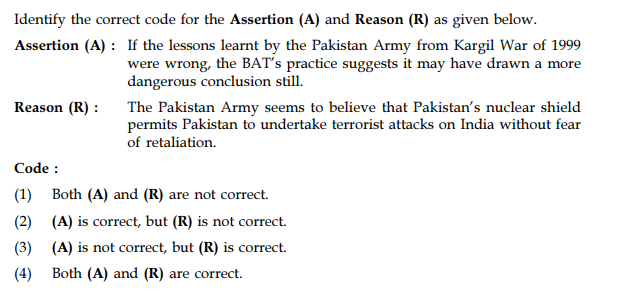 Identify the correct code for the Assertion (A) and Reason (R) as given below.
Assertion (A) : If the lessons learnt by the Pakistan Army from Kargil War of 1999
were wrong, the BAT's practice suggests it may have drawn a more
dangerous conclusion still.
Reason (R) : The Pakistan Army seems to believe that Pakistan's nuclear shield
permits Pakistan to undertake terrorist attacks on India without fear
of retaliation.
Code :
(1) Both (A) and (R) are not correct.
(2) (A) is correct, but (R) is not correct.
(3) (A) is not correct, but (R) is correct.
(4) Both (A) and (R) are correct.